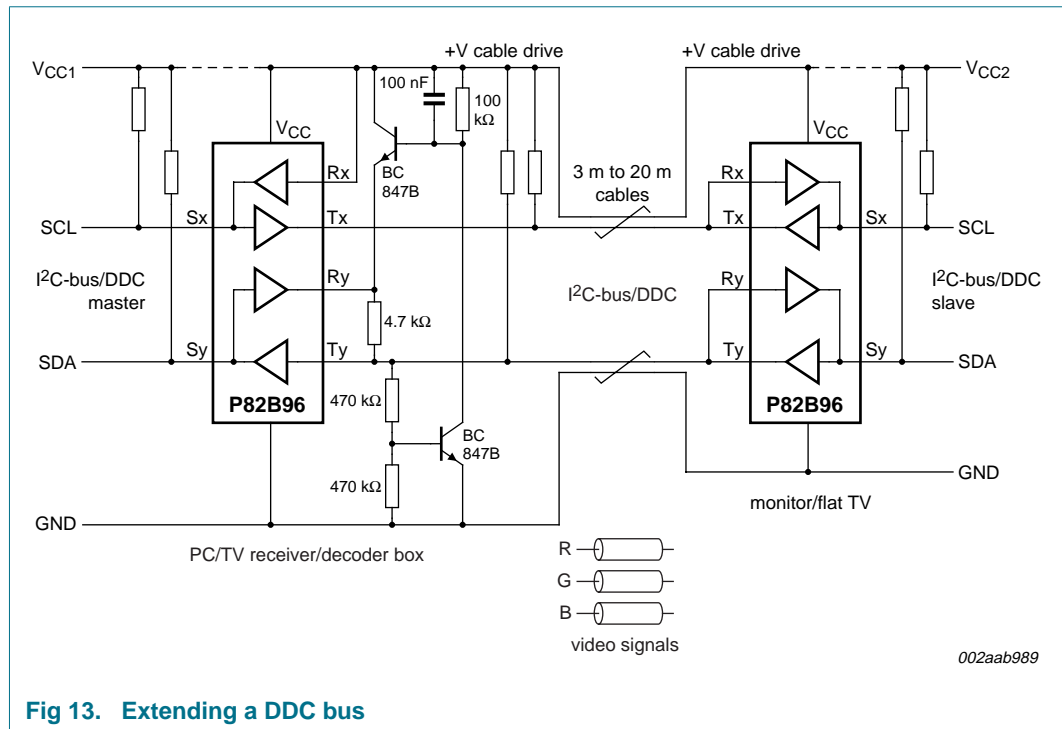 +V cable drive
+V cable drive
VCC1
100 nF
100
kΩ
VCC2
VCC
VCC
BC
847B
Rx
3 m to 20 m
cables
Rx
SCL
Sx
Tx
Tx
Sx
SCL
I2C-bus/DDC
master
Ry
4.7 kΩ
I2C-bus/DDC
Ry
I2C-bus/DDC
slave
SDA
Sy
Ty
Ty
Sy
SDA
P82B96
470 kΩ
P82B96
BC
847B
470 kΩ
GND
monitor/flat TV
GND
PC/TV receiver/decoder box
R
G
B
video signals
002aab989
Fig 13. Extending a DDC bus